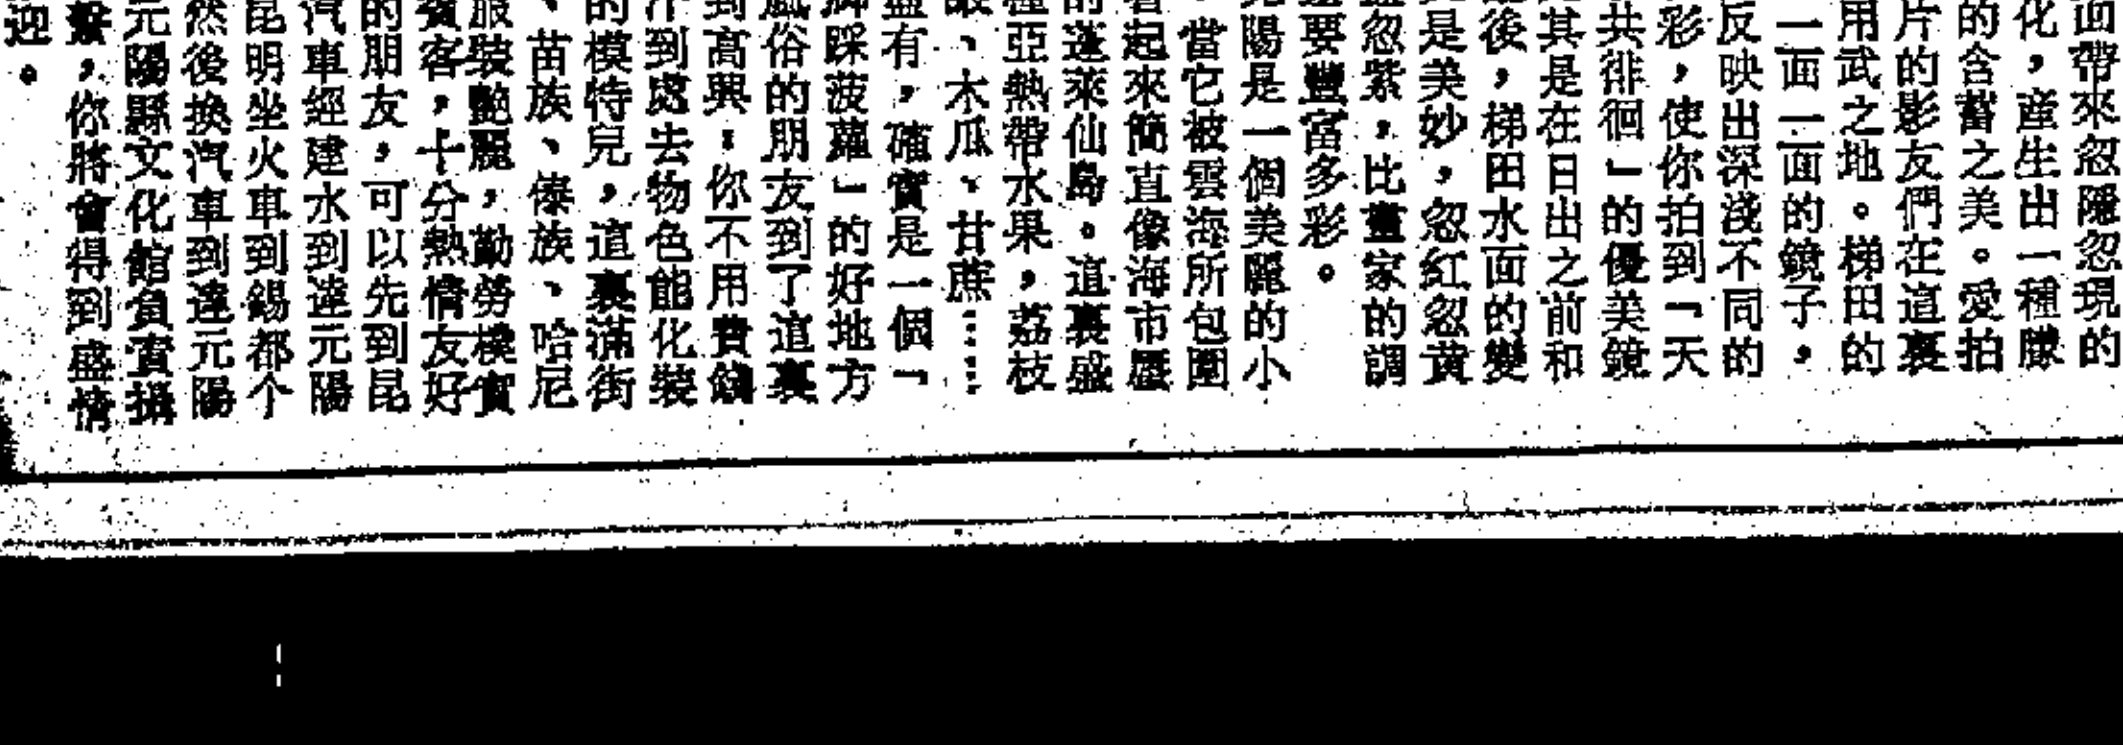 面帶來忽隱忽現的
化，産生出一種朦
的含蓄之美。愛拍
片的影友們在這裏
用武之地。梯田的
一面一面的鏡子，
反映出深淺不同的
彩，使你拍到「天
共徘徊」的優美鏡
其是在日出之前和
後，梯田水面的變
是美妙，忽紅忽黄
忽紫，比畫家的調
要豐富多彩。
陽是一個美麗的小
，當它被雲海所包圍
看起來簡直像海市蜃
的蓬萊仙島。這裏盛
種亞熱帶水果，荔枝
、木瓜、甘蔗……
盡有，確實是一個「
脚踩菠蘿」的好地方
風俗的朋友到了這裏
到高興，你不用費
到處去物色能化裝
的模特兒，這裏滿街
、苗族、傣族、哈尼
服裝艷麗，勤勞樸實
賓客，十分熱情友好
的朋友，可以先到昆
汽車經建水到達元陽
昆明坐火車到錫都个
然後換汽車到達元陽
元陽縣文化館負責攝
繫，你將會得到盛情
迎。